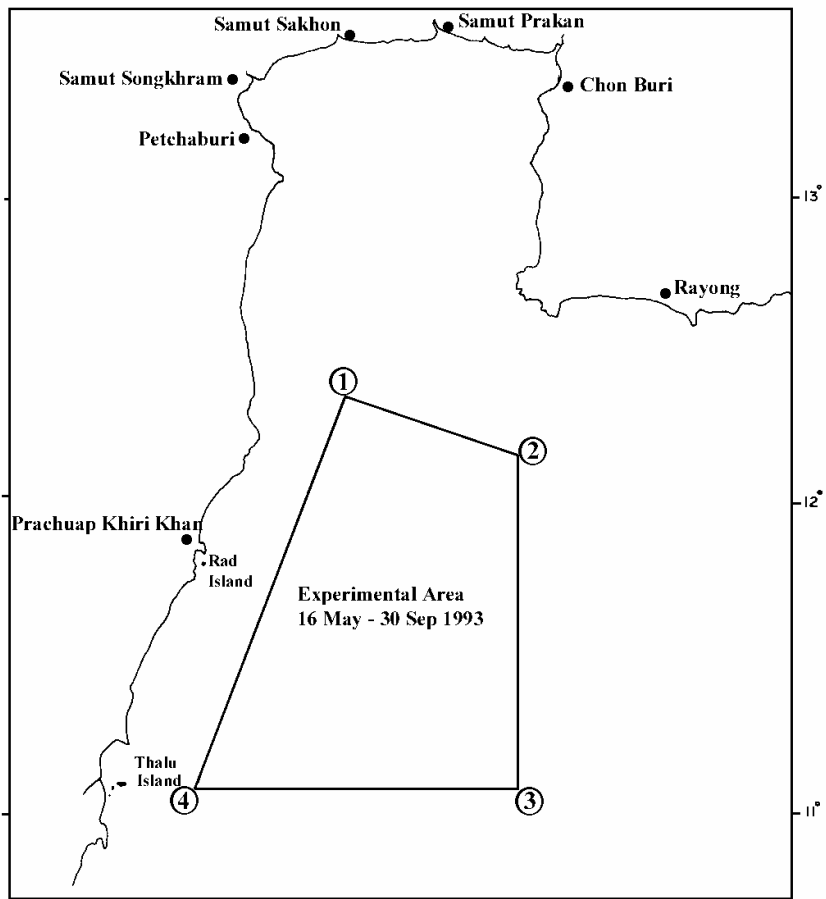 Samut Sakhon
Samut Prakan
Samut Songkhram
Chon Buri
Petchaburi
13°
Rayong
1
2
12°
Prachuap Khiri Khan
Rad
Island
Experimental Area
16 May - 30 Sep 1993
Thalu
Island
4
3
11°